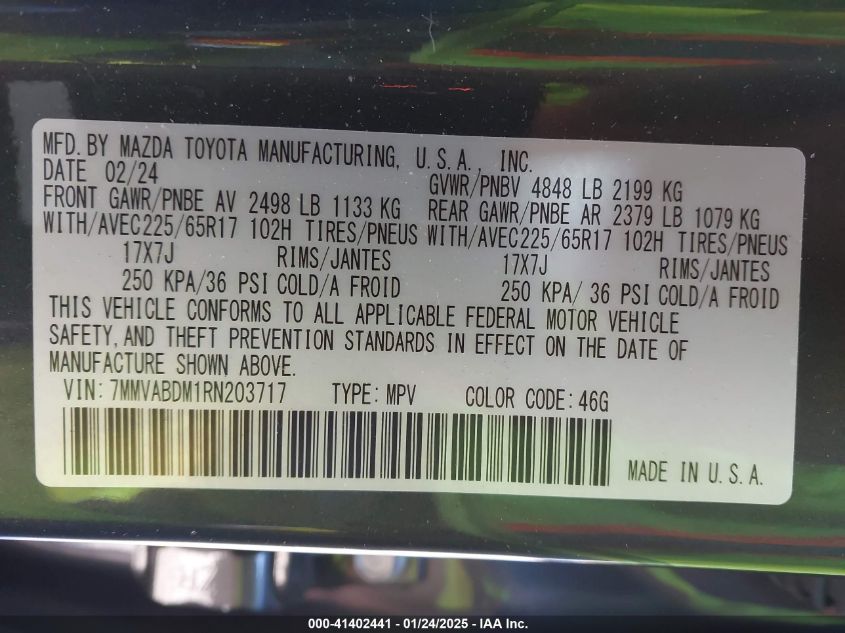 MFD. BY MAZDA TOYOTA MANUFACTURING, U.S.A., INC.
DATE 02/24 GVWR/PNBV 4848 LB 2199 KG
FRONT GAWR/PNBE AV 2498 LB 1133 KG REAR GAWR/PNBE AR 2379 LB 1079 KG
WITH/AVEC225/65R17 102H TIRES/PNEUS WITH/AVEC225/65R17 102H TIRES/PNEUS
17X7J RIMS/JANTES 17X7J RIMS/JANTES
250 KPA/36 PSI COLD/A FROID 250 KPA/ 36 PSI COLD/A FROID
THIS VEHICLE CONFORMS TO ALL APPLICABLE FEDERAL MOTOR VEHICLE
SAFETY, AND THEFT PREVENTION STANDARDS IN EFFECT ON THE DATE OF
MANUFACTURE SHOWN ABOVE.
VIN: 7MMVABDM1RN203717 TYPE: MPV COLOR CODE: 46G
MADE IN U.S.A.
000-41402441 - 01/24/2025 - IAA Inc.